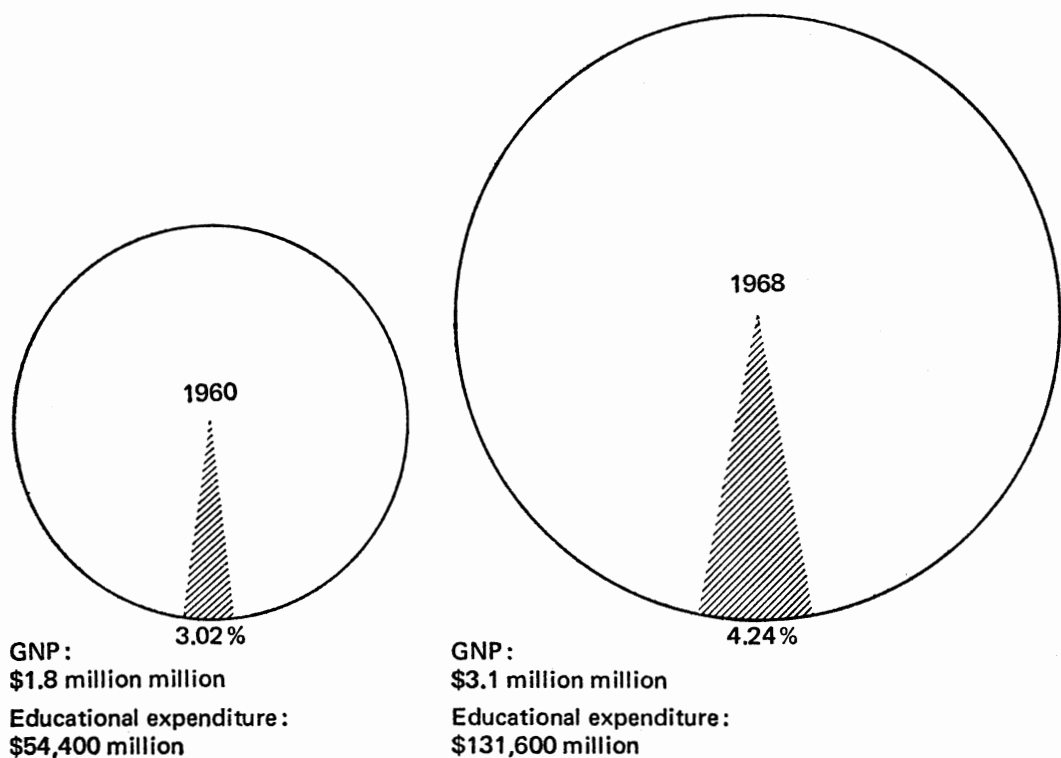 1960
3.02%
GNP:
$1.8 million million
Educational expenditure:
$54,400 million
1968
4.24%
GNP:
$3.1 million million
Educational expenditure:
$131,600 million